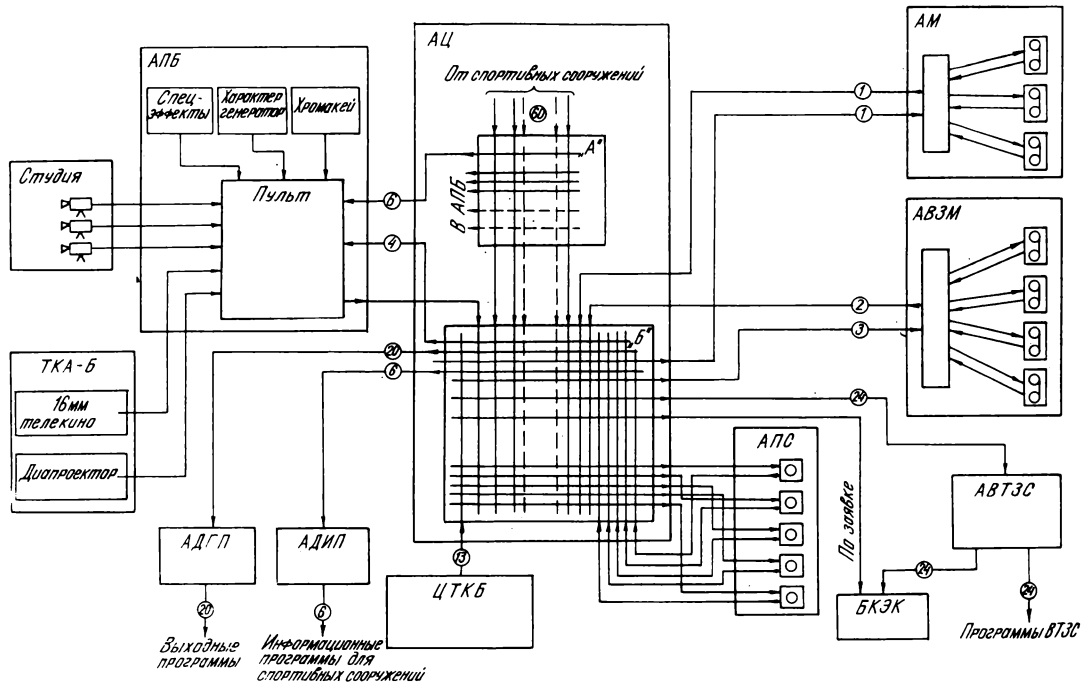 АПБ
Спец-
эффекты
Характер
генератор
Хромакей
Пульт
Студия
ТКА-Б
16мм
телекино
Диапроектор
АЦ
От спортивных сооружений
60
„А"
В АПБ
6
4
„Б"
20
6
13
ЦТКБ
АДГП
20
Выходные
программы
АДИП
6
Информационные
программы для
спортивных сооружений
АМ
1
1
АВЗМ
2
3
24
АПС
По заявке
АВТЗС
24
24
БКЭК
Программы ВТЗС